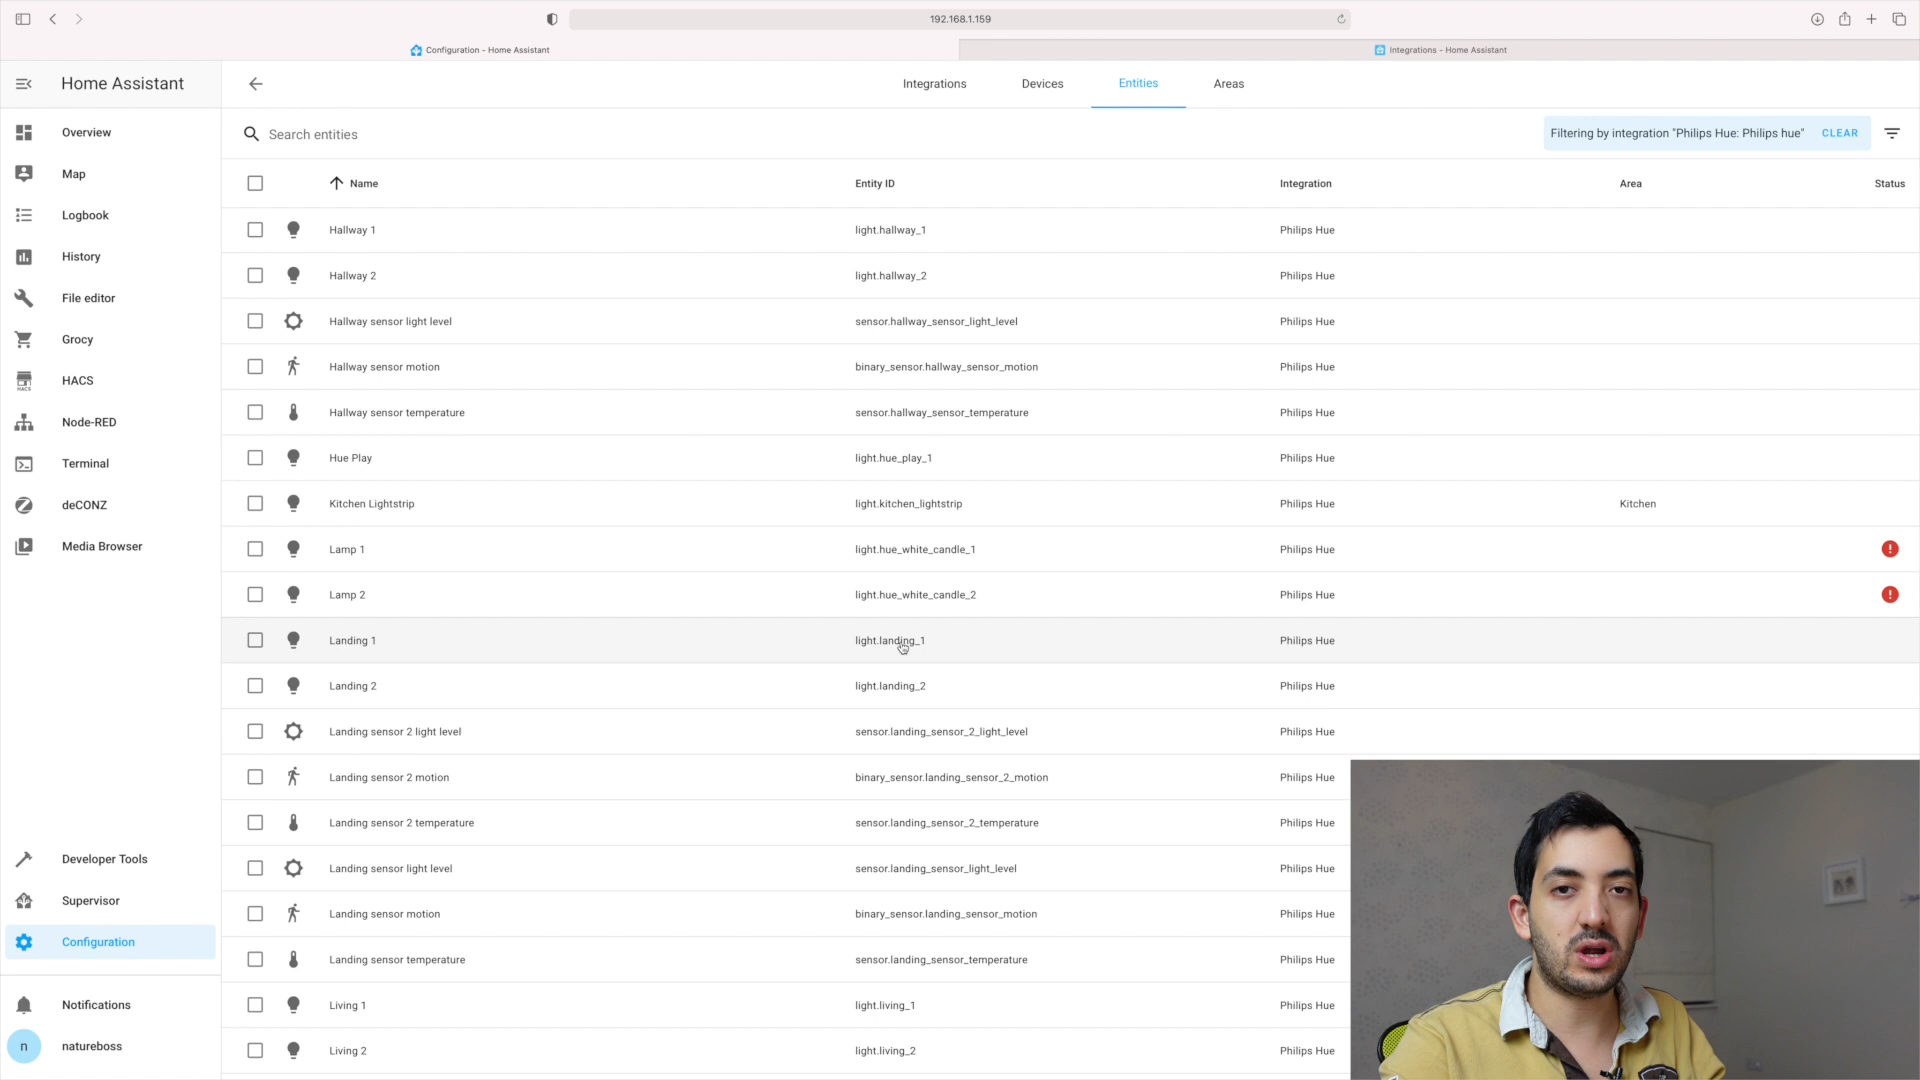 192.168.1.159
Configuration - Home Assistant
Integrations - Home Assistant
Home Assistant
Integrations
Devices
Entities
Areas
Search entities
Filtering by integration "Philips Hue: Philips hue" CLEAR
Overview
Map
Logbook
History
File editor
Grocy
HACS
HACS
Node-RED
Terminal
deCONZ
Media Browser
Developer Tools
Supervisor
Configuration
Notifications
n natureboss
Name Entity ID Integration Area Status
Hallway 1 light.hallway_1 Philips Hue
Hallway 2 light.hallway_2 Philips Hue
Hallway sensor light level sensor.hallway_sensor_light_level Philips Hue
Hallway sensor motion binary_sensor.hallway_sensor_motion Philips Hue
Hallway sensor temperature sensor.hallway_sensor_temperature Philips Hue
Hue Play light.hue_play_1 Philips Hue
Kitchen Lightstrip light.kitchen_lightstrip Philips Hue Kitchen
Lamp 1 light.hue_white_candle_1 Philips Hue !
Lamp 2 light.hue_white_candle_2 Philips Hue !
Landing 1 light.landing_1 Philips Hue
Landing 2 light.landing_2 Philips Hue
Landing sensor 2 light level sensor.landing_sensor_2_light_level Philips Hue
Landing sensor 2 motion binary_sensor.landing_sensor_2_motion Philips Hue
Landing sensor 2 temperature sensor.landing_sensor_2_temperature Philips Hue
Landing sensor light level sensor.landing_sensor_light_level Philips Hue
Landing sensor motion binary_sensor.landing_sensor_motion Philips Hue
Landing sensor temperature sensor.landing_sensor_temperature Philips Hue
Living 1 light.living_1 Philips Hue
Living 2 light.living_2 Philips Hue